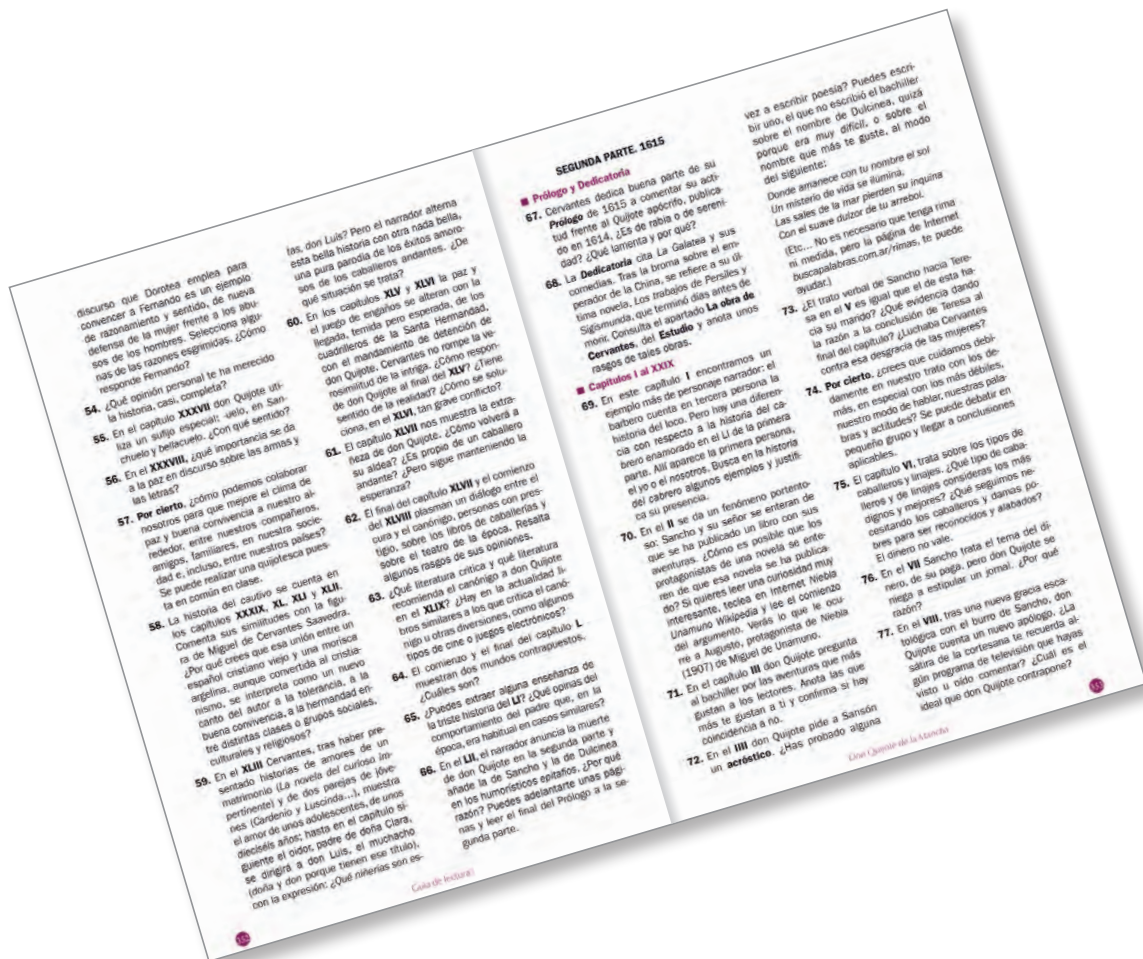 discurso que Dorotea emplea para
convencer a Fernando es un ejemplo
de razonamiento y sentido, de nueva
defensa de la mujer frente a los abu-
sos de los hombres. Selecciona algu-
nas de las razones esgrimidas. ¿Cómo
responde Fernando?
54. ¿Qué opinión personal te ha merecido
la historia, casi, completa?
55. En el capítulo XXXVII don Quijote uti-
liza un sufijo especial: -uelo, en San-
chuelo y bellacuelo. ¿Con qué sentido?
56. En el XXXVIII, ¿qué importancia se da
a la paz en discurso sobre las armas y
las letras?
57. Por cierto, ¿cómo podemos colaborar
nosotros para que mejore el clima de
paz y buena convivencia a nuestro al-
rededor, entre nuestros compañeros,
amigos, familiares, en nuestra socie-
dad e, incluso, entre nuestros países?
Se puede realizar una quijotesca pues-
ta en común en clase.
58. La historia del cautivo se cuenta en
los capítulos XXXIX, XL, XLI y XLII.
Comenta sus similitudes con la figu-
ra de Miguel de Cervantes Saavedra.
¿Por qué crees que esa unión entre un
español cristiano viejo y una morisca
argelina, aunque convertida al cristia-
nismo, se interpreta como un nuevo
canto del autor a la tolerancia, a la
buena convivencia, a la hermandad en-
tre distintas clases o grupos sociales,
culturales y religiosos?
59. En el XLIII Cervantes, tras haber pre-
sentado historias de amores de un
matrimonio (La novela del curioso im-
pertinente) y de dos parejas de jóve-
nes (Cardenio y Luscinda...), muestra
el amor de unos adolescentes, de unos
dieciséis años; hasta en el capítulo si-
guiente el oidor, padre de doña Clara,
se dirigirá a don Luis, el muchacho
(doña y don porque tienen ese título),
con la expresión: ¿Qué niñerías son es-
tas, don Luis? Pero el narrador alterna
esta bella historia con otra nada bella,
una pura parodia de los éxitos amoro-
sos de los caballeros andantes. ¿De
qué situación se trata?
60. En los capítulos XLV y XLVI la paz y
el juego de engaños se alteran con la
llegada, temida pero esperada, de los
cuadrilleros de la Santa Hermandad,
con el mandamiento de detención de
don Quijote. Cervantes no rompe la ve-
rosimilitud de la intriga. ¿Cómo respon-
de don Quijote al final del XLV? ¿Tiene
sentido de la realidad? ¿Cómo se solu-
ciona, en el XLVI, tan grave conflicto?
61. El capítulo XLVII nos muestra la extra-
ñeza de don Quijote. ¿Cómo volverá a
su aldea? ¿Es propio de un caballero
andante? ¿Pero sigue manteniendo la
esperanza?
62. El final del capítulo XLVII y el comienzo
del XLVIII plasman un diálogo entre el
cura y el canónigo, personas con pres-
tigio, sobre los libros de caballerías y
sobre el teatro de la época. Resalta
algunos rasgos de sus opiniones.
63. ¿Qué literatura critica y qué literatura
recomienda el canónigo a don Quijote
en el XLIX? ¿Hay en la actualidad li-
bros similares a los que critica el canó-
nigo u otras diversiones, como algunos
tipos de cine o juegos electrónicos?
64. El comienzo y el final del capítulo L
muestran dos mundos contrapuestos.
¿Cuáles son?
65. ¿Puedes extraer alguna enseñanza de
la triste historia del LI? ¿Qué opinas del
comportamiento del padre que, en la
época, era habitual en casos similares?
66. En el LII, el narrador anuncia la muerte
de don Quijote en la segunda parte y
añade la de Sancho y la de Dulcinea
en los humorísticos epitafios. ¿Por qué
razón? Puedes adelantarte unas pági-
nas y leer el final del Prólogo a la se-
gunda parte.
Guía de lectura
SEGUNDA PARTE. 1615
■ Prólogo y Dedicatoria
67. Cervantes dedica buena parte de su
Prólogo de 1615 a comentar su acti-
tud frente al Quijote apócrifo, publica-
do en 1614, ¿Es de rabia o de sereni-
dad? ¿Qué lamenta y por qué?
68. La Dedicatoria cita La Galatea y sus
comedias. Tras la broma sobre el em-
perador de la China, se refiere a su úl-
tima novela, Los trabajos de Persiles y
Sigismunda, que terminó días antes de
morir. Consulta el apartado La obra de
Cervantes, del Estudio y anota unos
rasgos de tales obras.
■ Capítulos I al XXIX
69. En este capítulo I encontramos un
ejemplo más de personaje narrador: el
barbero cuenta en tercera persona la
historia del loco. Pero hay una diferen-
cia con respecto a la historia del ca-
brero enamorado en el LI de la primera
parte. Allí aparece la primera persona,
el yo o el nosotros. Busca en la historia
del cabrero algunos ejemplos y justifi-
ca su presencia.
70. En el II se da un fenómeno portento-
so: Sancho y su señor se enteran de
que se ha publicado un libro con sus
aventuras. ¿Cómo es posible que los
protagonistas de una novela se ente-
ren de que esa novela se ha publica-
do? Si quieres leer una curiosidad muy
interesante, teclea en Internet Niebla
Unamuno Wikipedia y lee el comienzo
del argumento. Verás lo que le ocu-
rre a Augusto, protagonista de Niebla
(1907) de Miguel de Unamuno.
71. En el capítulo III don Quijote pregunta
al bachiller por las aventuras que más
gustan a los lectores. Anota las que
más te gustan a ti y confirma si hay
coincidencia o no.
72. En el IIII don Quijote pide a Sansón
un acróstico. ¿Has probado alguna
vez a escribir poesía? Puedes escri-
bir uno, el que no escribió el bachiller
sobre el nombre de Dulcinea, quizá
porque era muy difícil, o sobre el
nombre que más te guste, al modo
del siguiente:
Donde amanece con tu nombre el sol
Un misterio de vida se ilumina,
Las sales de la mar pierden su inquina
Con el suave dulzor de tu arrebol.
(Etc... No es necesario que tenga rima
ni medida, pero la página de Internet
buscapalabras.com.ar/rimas, te puede
ayudar.)
73. ¿El trato verbal de Sancho hacia Tere-
sa en el V es igual que el de esta ha-
cia su marido? ¿Qué evidencia dando
la razón a la conclusión de Teresa al
final del capítulo? ¿Luchaba Cervantes
contra esa desgracia de las mujeres?
74. Por cierto, ¿crees que cuidamos debi-
damente en nuestro trato con los de-
más, en especial con los más débiles,
nuestro modo de hablar, nuestras pala-
bras y actitudes? Se puede debatir en
pequeño grupo y llegar a conclusiones
aplicables.
75. El capítulo VI, trata sobre los tipos de
caballeros y linajes. ¿Qué tipo de caba-
lleros y de linajes consideras los más
dignos y mejores? ¿Qué seguimos ne-
cesitando los caballeros y damas po-
bres para ser reconocidos y alabados?
El dinero no vale.
76. En el VII Sancho trata el tema del di-
nero, de su pago, pero don Quijote se
niega a estipular un jornal. ¿Por qué
razón?
77. En el VIII, tras una nueva gracia esca-
tológica con el burro de Sancho, don
Quijote cuenta un nuevo apólogo. ¿La
sátira de la cortesana te recuerda al-
gún programa de televisión que hayas
visto u oído comentar? ¿Cuál es el
ideal que don Quijote contrapone?
Don Quijote de la Mancha